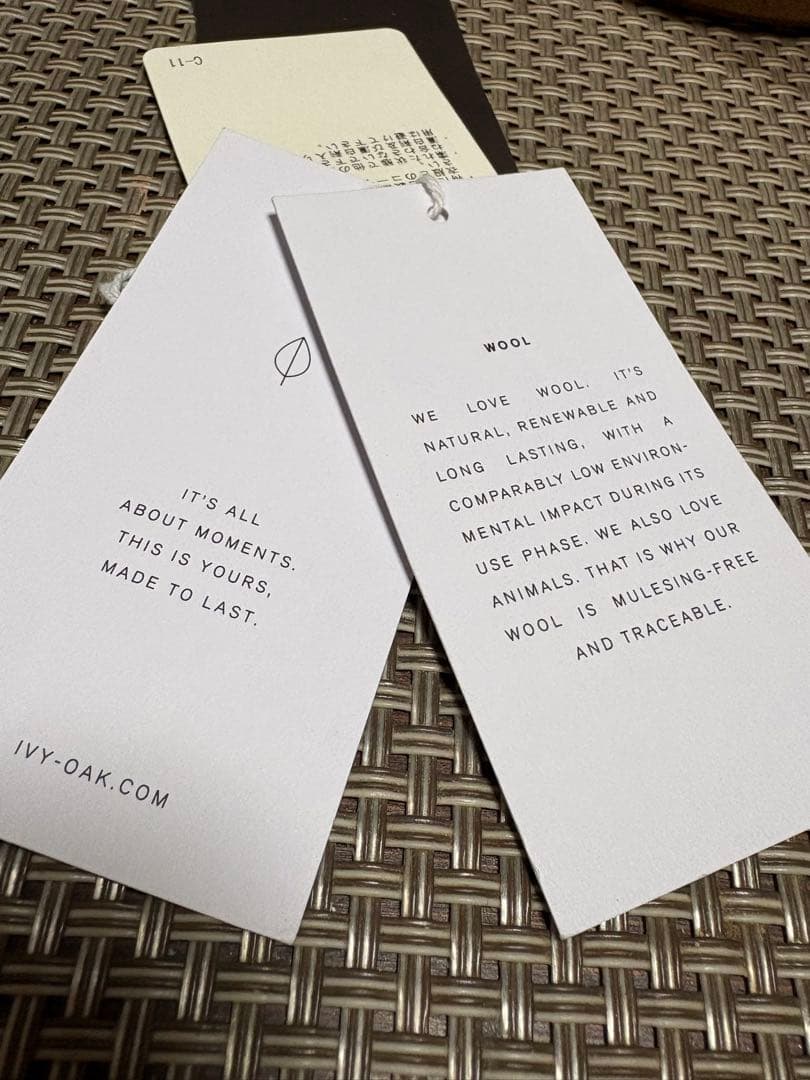 C-11
WOOL
WE LOVE WOOL. IT'S
NATURAL, RENEWABLE AND
LONG LASTING, WITH A
COMPARABLY LOW ENVIRON-
MENTAL IMPACT DURING ITS
USE PHASE. WE ALSO LOVE
ANIMALS. THAT IS WHY OUR
WOOL IS MULESING-FREE
AND TRACEABLE.
IT'S ALL
ABOUT MOMENTS.
THIS IS YOURS,
MADE TO LAST.
IVY-OAK.COM